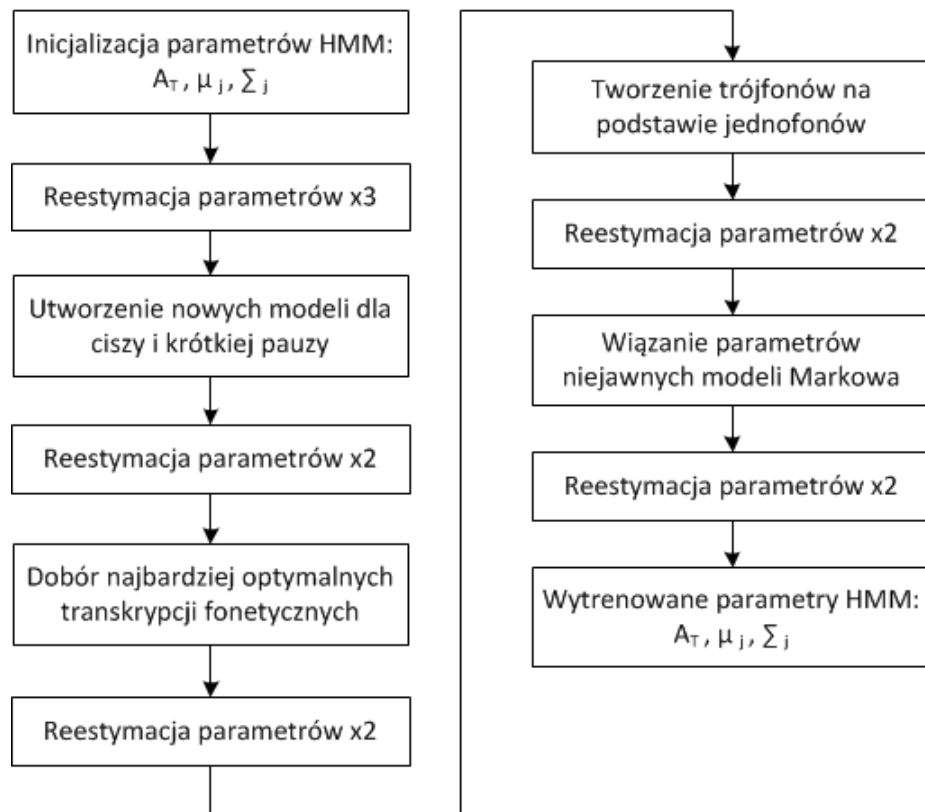 Inicjalizacja parametrów HMM:
A_T , μ_j , ∑_j
Reestymacja parametrów x3
Utworzenie nowych modeli dla
ciszy i krótkiej pauzy
Reestymacja parametrów x2
Dobór najbardziej optymalnych
transkrypcji fonetycznych
Reestymacja parametrów x2
Tworzenie trójfonów na
podstawie jednofonów
Reestymacja parametrów x2
Wiązanie parametrów
niejawnych modeli Markowa
Reestymacja parametrów x2
Wytrenowane parametry HMM:
A_T , μ_j , ∑_j